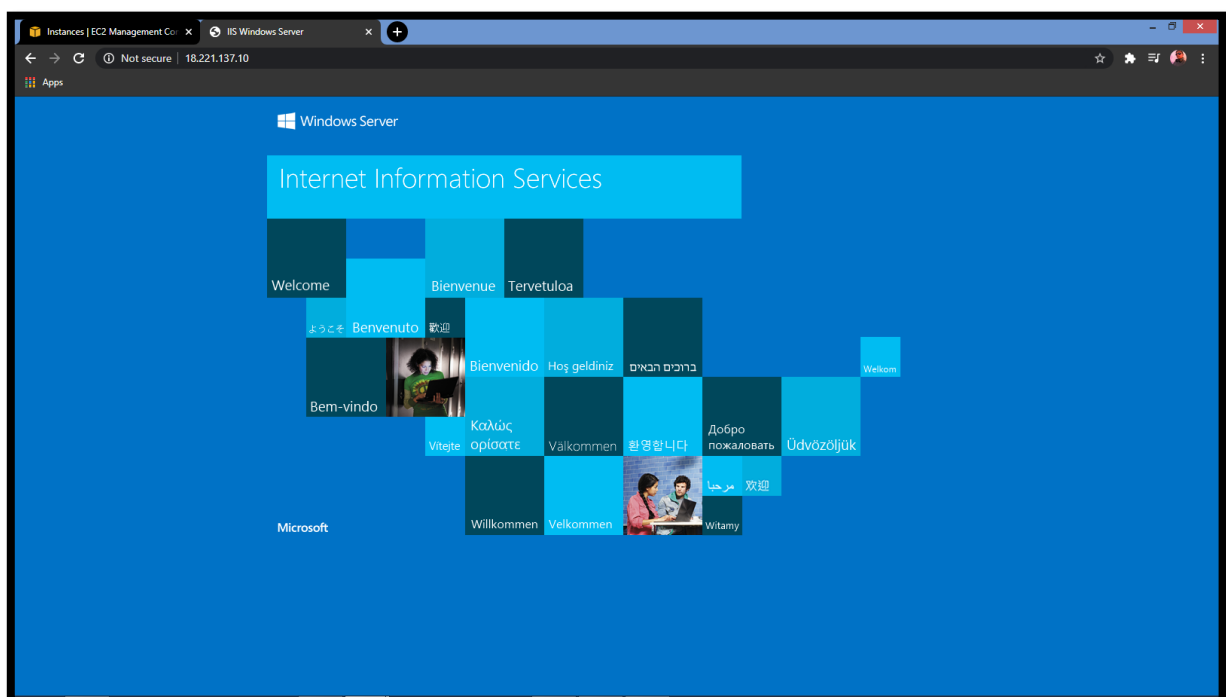 Instances | EC2 Management Co
IIS Windows Server
Not secure | 18.221.137.10
Apps
Windows Server
Internet Information Services
Welcome
Bienvenue
Tervetuloa
ようこそ
Benvenuto
歡迎
Bem-vindo
Bienvenido
Hoş geldiniz
ברוכים הבאים
Welkom
Vítejte
Καλώς
ορίσατε
Välkommen
환영합니다
Добро
пожаловать
Üdvözöljük
Willkommen
Velkommen
مرحبا
欢迎
Witamy
Microsoft